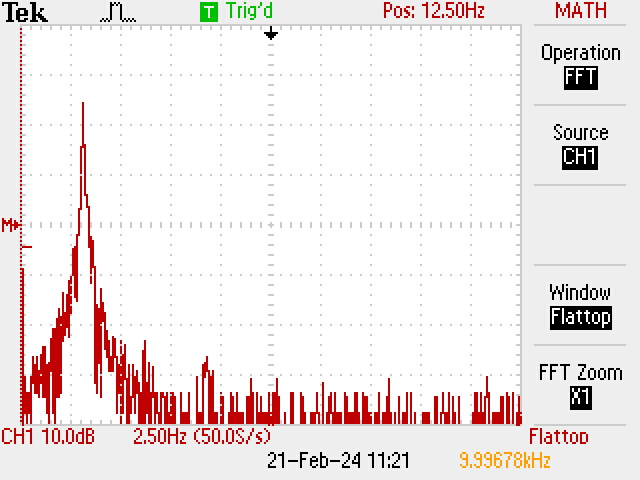 Tek T Trig'd Pos: 12.50Hz MATH
Operation
FFT
Source
CH1
M
Window
Flattop
FFT Zoom
X1
CH1 10.0dB 2.50Hz (50.0S/s) Flattop
21-Feb-24 11:21 9.99678kHz